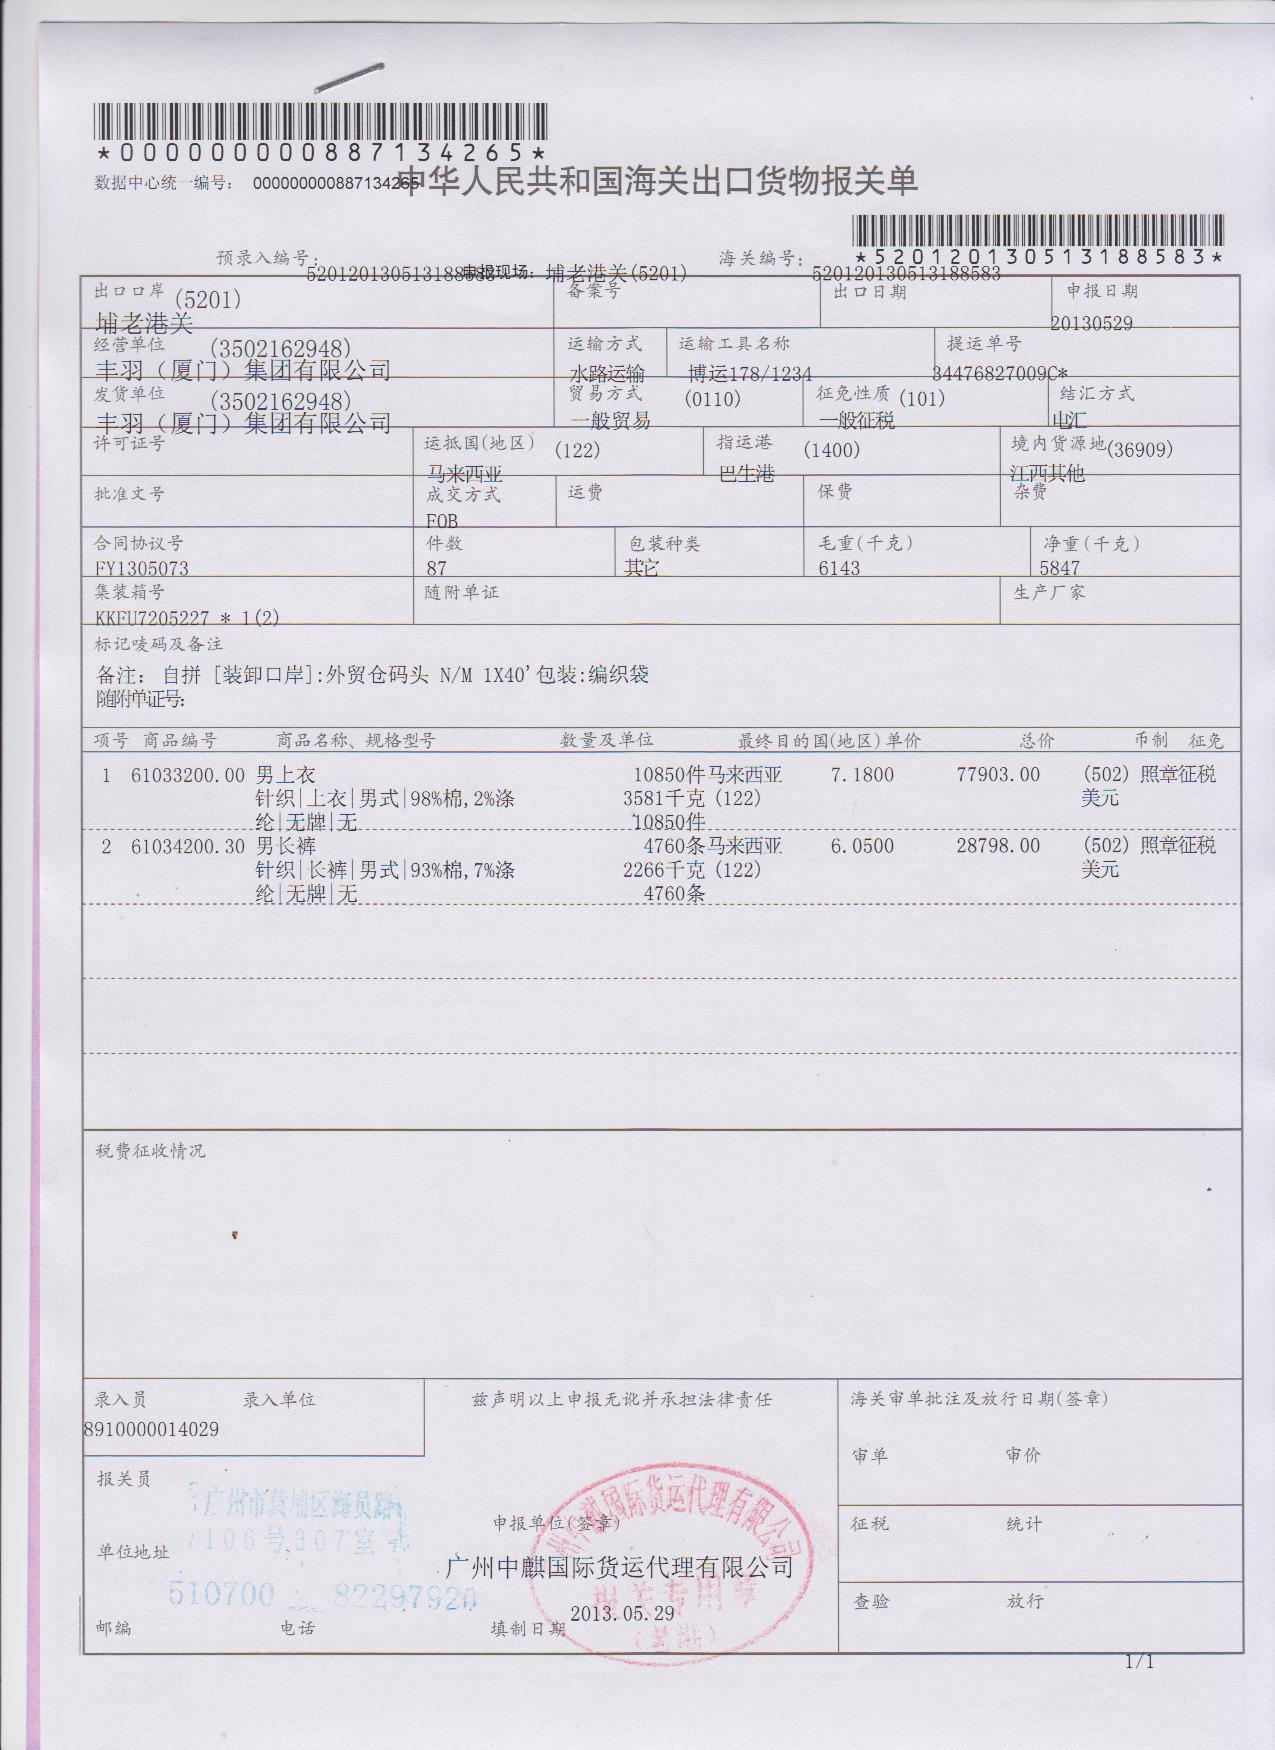 *000000000887134265*
数据中心统一编号： 000000000887134265
中华人民共和国海关出口货物报关单
*520120130513188583*
预录入编号： 520120130513188583 申报现场：埔老港关(5201) 海关编号： 520120130513188583
出口口岸 (5201) 备案号 出口日期 申报日期
埔老港关 20130529
经营单位 (3502162948) 运输方式 运输工具名称 提运单号
丰羽（厦门）集团有限公司 水路运输 博运178/1234 34476827009C*
发货单位 (3502162948) 贸易方式 (0110) 征免性质 (101) 结汇方式
丰羽（厦门）集团有限公司 一般贸易 一般征税 电汇
许可证号 运抵国(地区) (122) 指运港 (1400) 境内货源地(36909)
马来西亚 巴生港 江西其他
批准文号 成交方式 运费 保费 杂费
FOB
合同协议号 件数 包装种类 毛重(千克) 净重(千克)
FY1305073 87 其它 6143 5847
集装箱号 随附单证 生产厂家
KKFU7205227 * 1(2)
标记唛码及备注
备注： 自拼 [装卸口岸]:外贸仓码头 N/M 1X40'包装:编织袋
随附单证号:
项号 商品编号 商品名称、规格型号 数量及单位 最终目的国(地区)单价 总价 币制 征免
1 61033200.00 男上衣 10850件马来西亚 7.1800 77903.00 (502) 照章征税
针织|上衣|男式|98%棉,2%涤 3581千克 (122) 美元
纶|无牌|无 10850件
2 61034200.30 男长裤 4760条马来西亚 6.0500 28798.00 (502) 照章征税
针织|长裤|男式|93%棉,7%涤 2266千克 (122) 美元
纶|无牌|无 4760条
税费征收情况
录入员 录入单位 兹声明以上申报无讹并承担法律责任 海关审单批注及放行日期(签章)
8910000014029
审单 审价
报关员
广州市黄埔区海员路
106号307室
申报单位(签章) 征税 统计
单位地址
广州中麒国际货运代理有限公司
510700 82297920
州中麒国际货运代理有限公司
报关专用章
查验 放行
2013.05.29
邮编 电话 填制日期
1/1